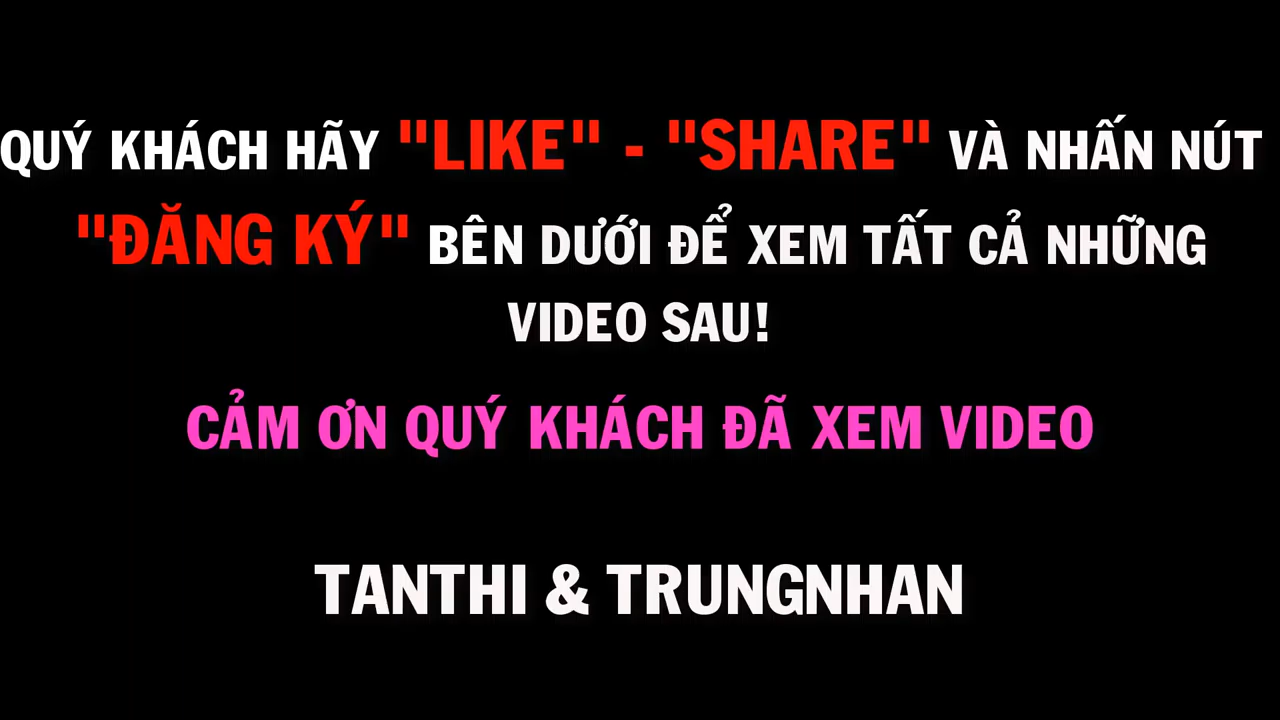 QUÝ KHÁCH HÃY "LIKE" - "SHARE" VÀ NHẤN NÚT
"ĐĂNG KÝ" BÊN DƯỚI ĐỂ XEM TẤT CẢ NHỮNG
VIDEO SAU!
CẢM ƠN QUÝ KHÁCH ĐÃ XEM VIDEO
TANTHI & TRUNGNHAN